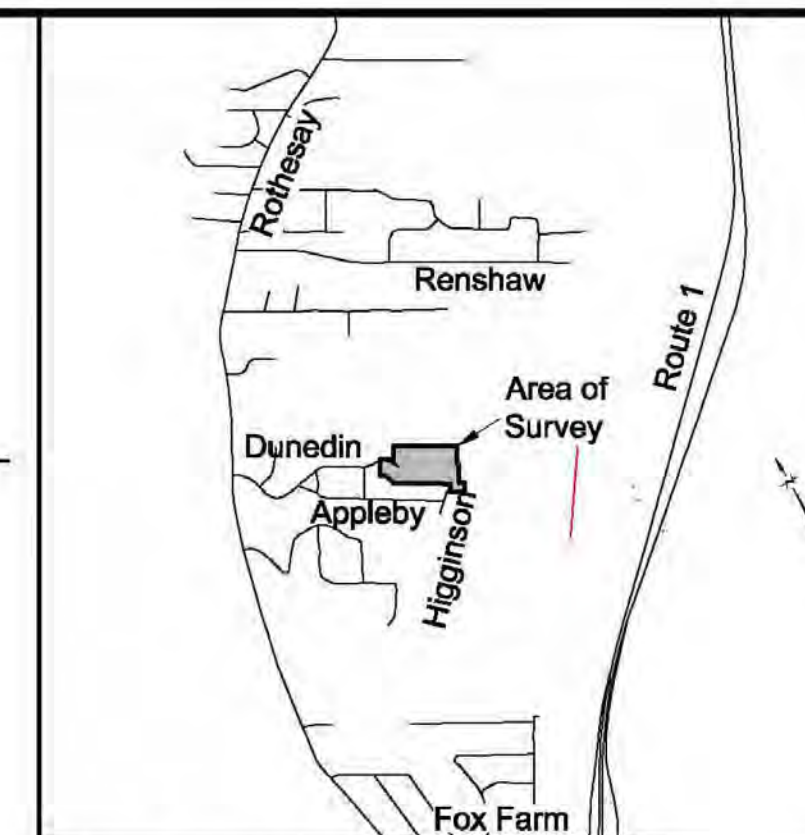 Rothesay
Renshaw
Route 1
Area of
Survey
Dunedin
Appleby
Higginson
Fox Farm